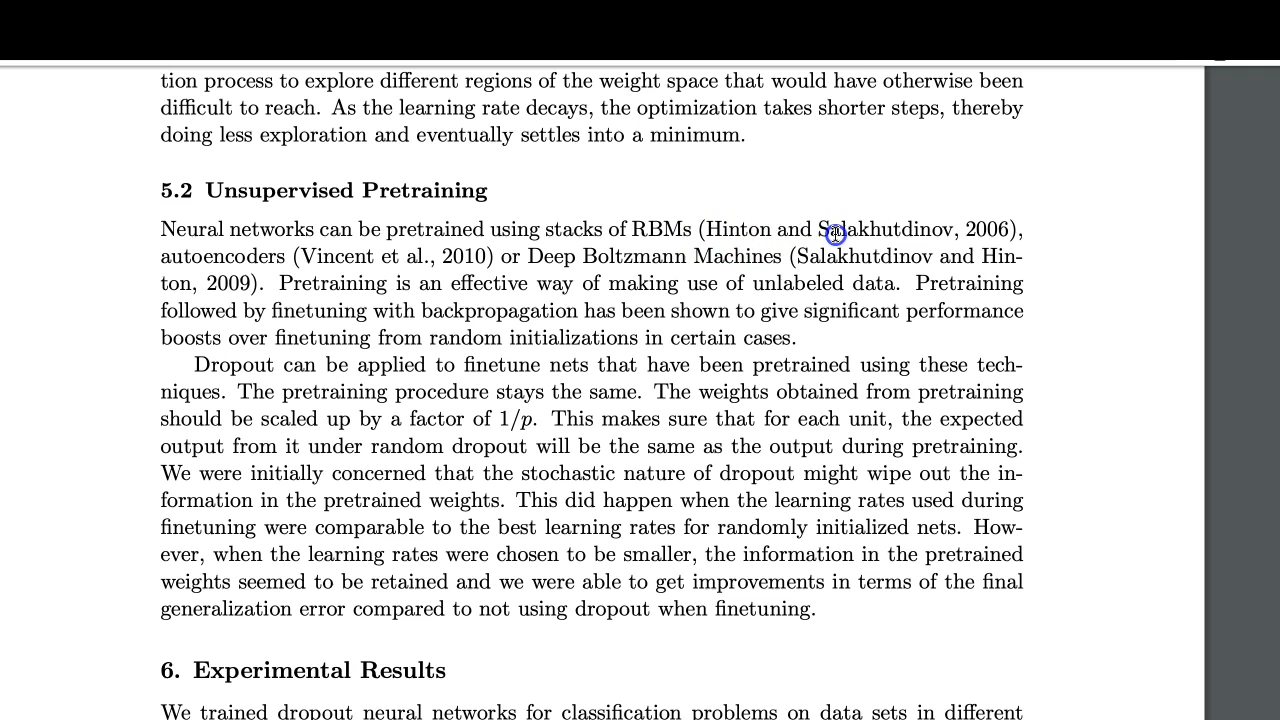 tion process to explore different regions of the weight space that would have otherwise been
difficult to reach. As the learning rate decays, the optimization takes shorter steps, thereby
doing less exploration and eventually settles into a minimum.
5.2 Unsupervised Pretraining
Neural networks can be pretrained using stacks of RBMs (Hinton and Salakhutdinov, 2006),
autoencoders (Vincent et al., 2010) or Deep Boltzmann Machines (Salakhutdinov and Hin-
ton, 2009). Pretraining is an effective way of making use of unlabeled data. Pretraining
followed by finetuning with backpropagation has been shown to give significant performance
boosts over finetuning from random initializations in certain cases.
Dropout can be applied to finetune nets that have been pretrained using these tech-
niques. The pretraining procedure stays the same. The weights obtained from pretraining
should be scaled up by a factor of 1/p. This makes sure that for each unit, the expected
output from it under random dropout will be the same as the output during pretraining.
We were initially concerned that the stochastic nature of dropout might wipe out the in-
formation in the pretrained weights. This did happen when the learning rates used during
finetuning were comparable to the best learning rates for randomly initialized nets. How-
ever, when the learning rates were chosen to be smaller, the information in the pretrained
weights seemed to be retained and we were able to get improvements in terms of the final
generalization error compared to not using dropout when finetuning.
6. Experimental Results
We trained dropout neural networks for classification problems on data sets in different